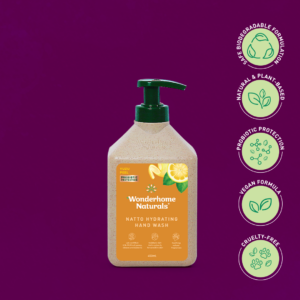 Wonderhome
Naturals
NATTO HYDRATING
HAND WASH
SAFE BIODEGRADABLE FORMULATION
NATURAL & PLANT-BASED
PROBIOTIC PROTECTION
VEGAN FORMULA
CRUELTY-FREE